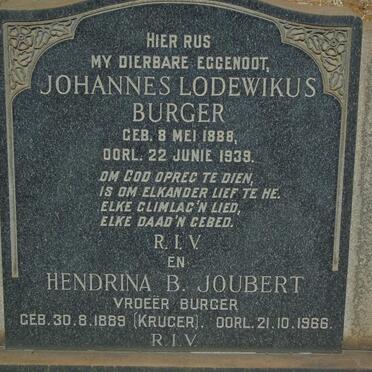 HIER RUS
MY DIERBARE EGGENOOT,
JOHANNES LODEWIKUS
BURGER
GEB. 8 MEI 1888,
OORL. 22 JUNIE 1939.
OM GOD OPREG TE DIEN,
IS OM ELKANDER LIEF TE HE.
ELKE GLIMLAG'N LIED,
ELKE DAAD'N GEBED.
R.I.V.
EN
HENDRINA B. JOUBERT
VROEËR BURGER
GEB. 30.8.1889 (KRUGER). OORL. 21.10.1966.
R.I.V.